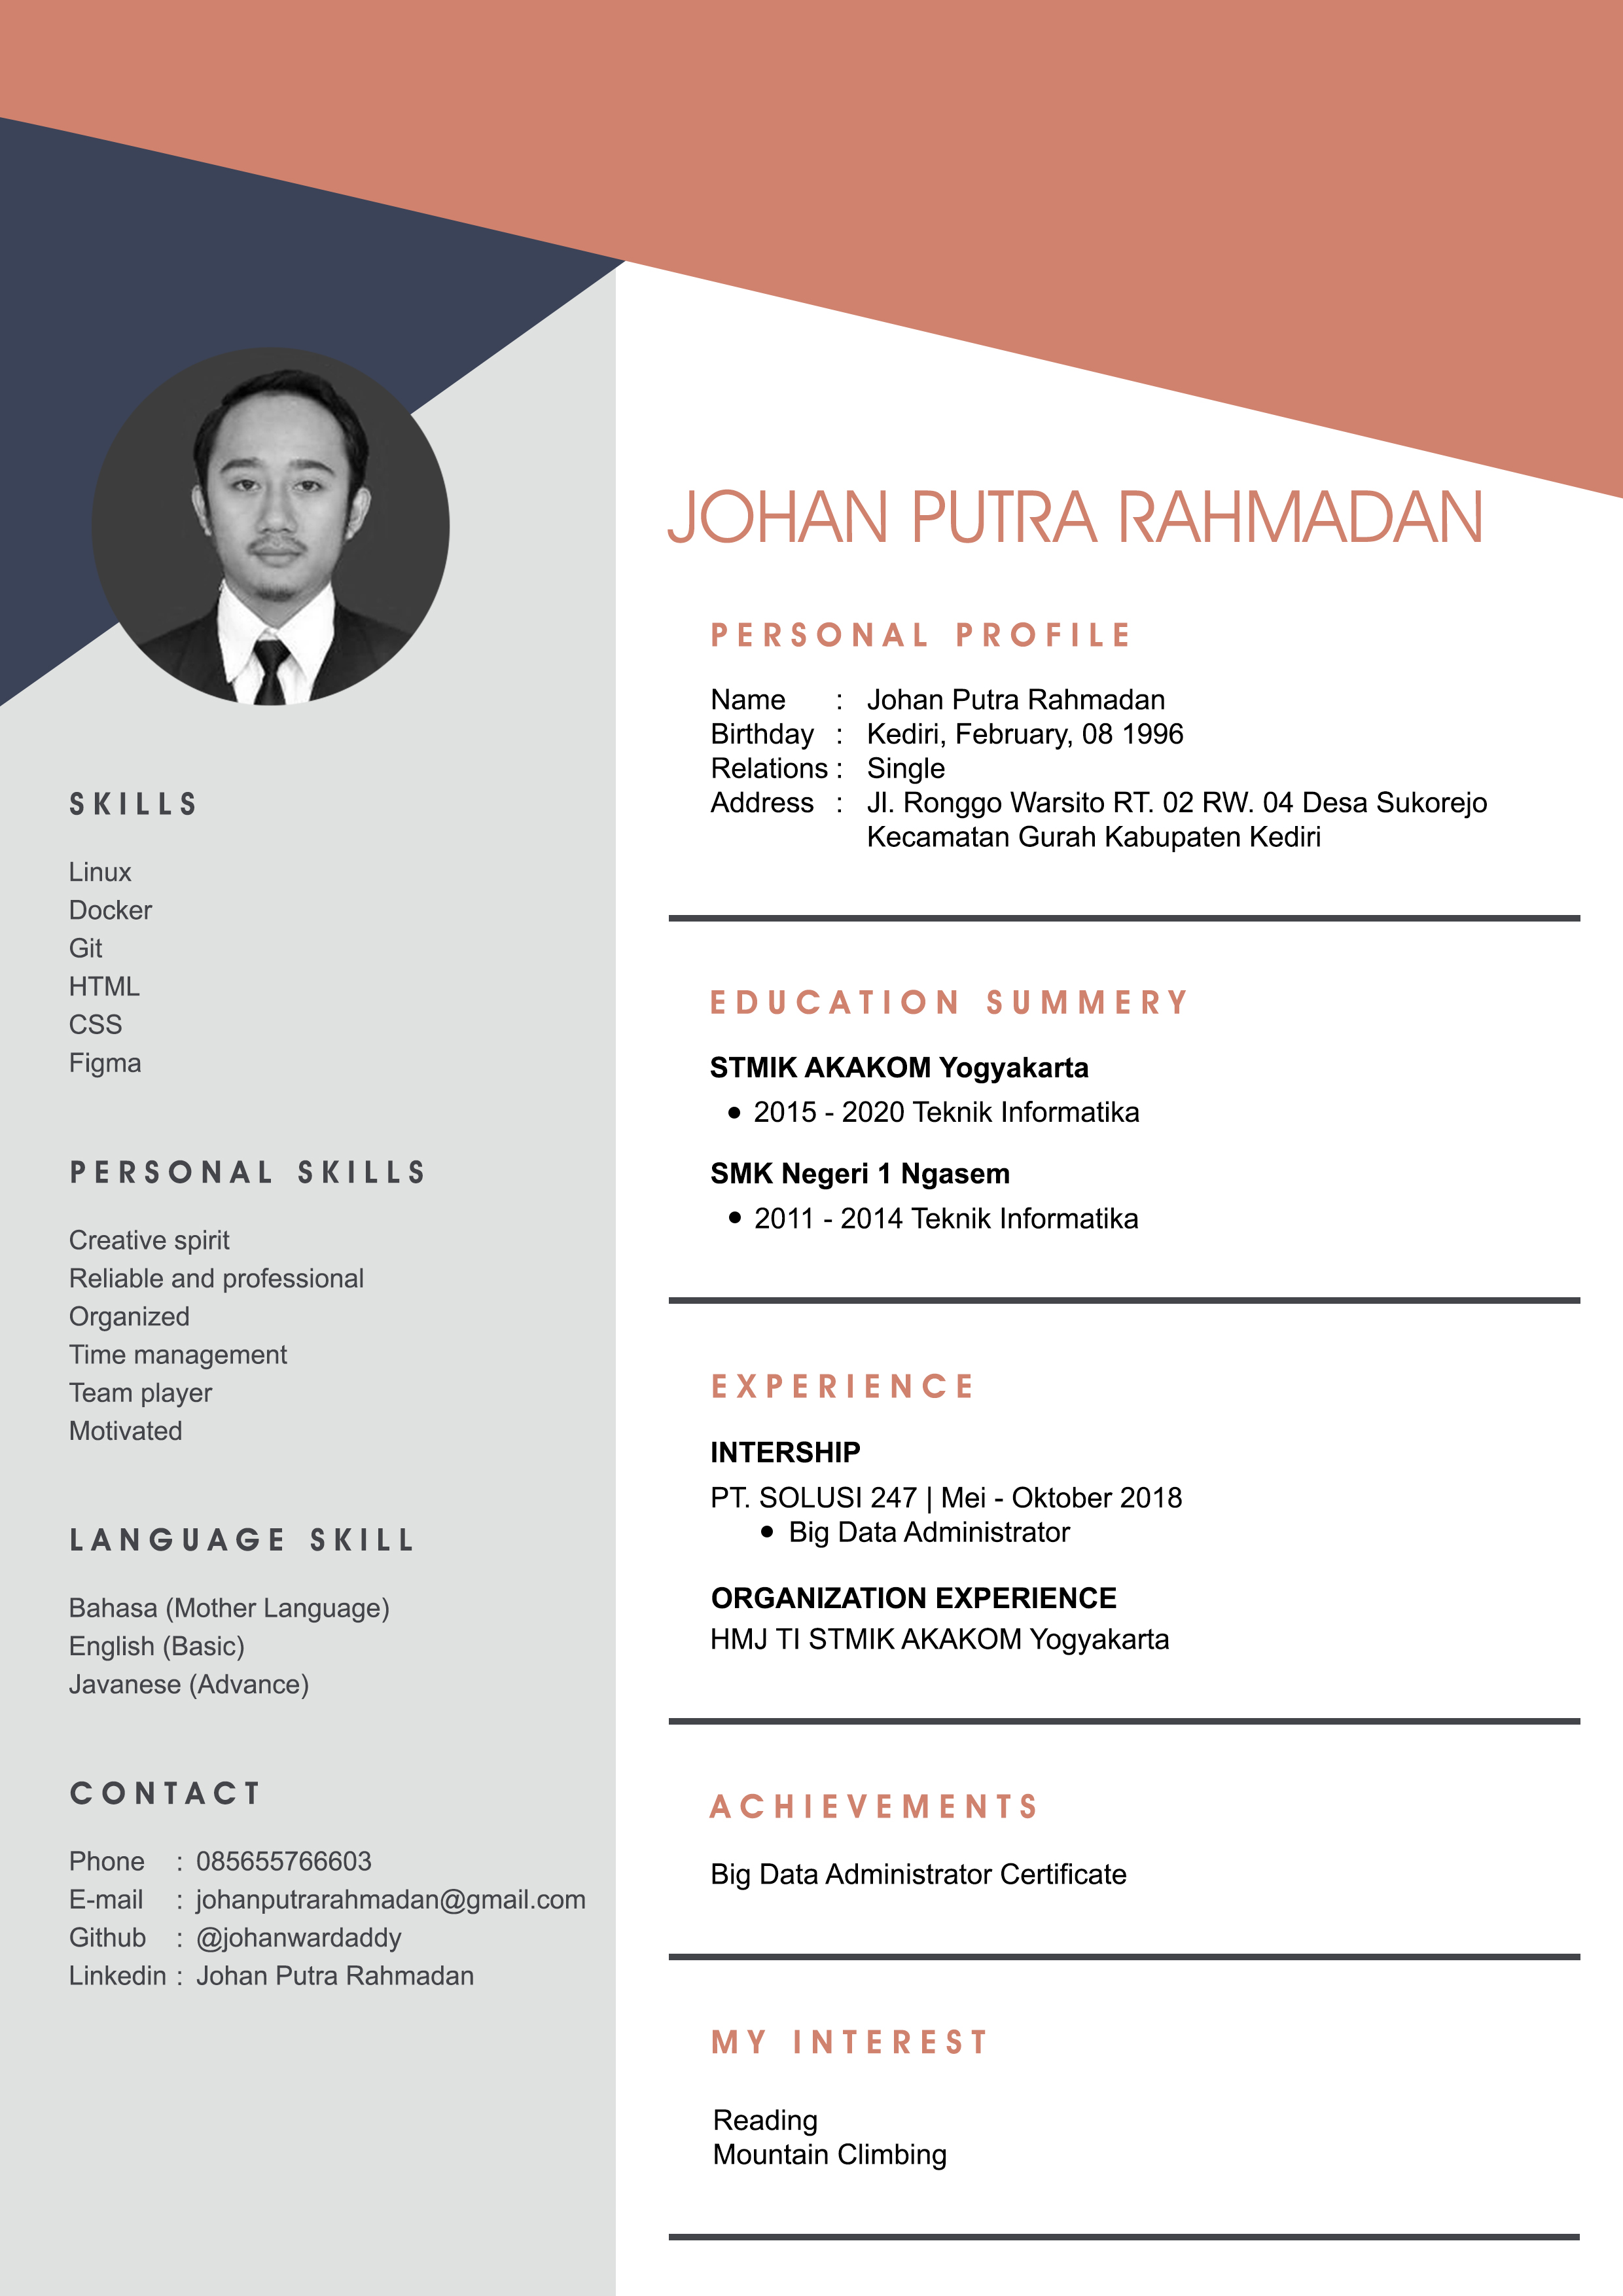 JOHAN PUTRA RAHMADAN
PERSONAL PROFILE
Name : Johan Putra Rahmadan
Birthday : Kediri, February, 08 1996
Relations : Single
Address : Jl. Ronggo Warsito RT. 02 RW. 04 Desa Sukorejo
Kecamatan Gurah Kabupaten Kediri
EDUCATION SUMMERY
STMIK AKAKOM Yogyakarta
• 2015 - 2020 Teknik Informatika
SMK Negeri 1 Ngasem
• 2011 - 2014 Teknik Informatika
EXPERIENCE
INTERSHIP
PT. SOLUSI 247 | Mei - Oktober 2018
• Big Data Administrator
ORGANIZATION EXPERIENCE
HMJ TI STMIK AKAKOM Yogyakarta
ACHIEVEMENTS
Big Data Administrator Certificate
MY INTEREST
Reading
Mountain Climbing
SKILLS
Linux
Docker
Git
HTML
CSS
Figma
PERSONAL SKILLS
Creative spirit
Reliable and professional
Organized
Time management
Team player
Motivated
LANGUAGE SKILL
Bahasa (Mother Language)
English (Basic)
Javanese (Advance)
CONTACT
Phone : 085655766603
E-mail : johanputrarahmadan@gmail.com
Github : @johanwardaddy
Linkedin : Johan Putra Rahmadan